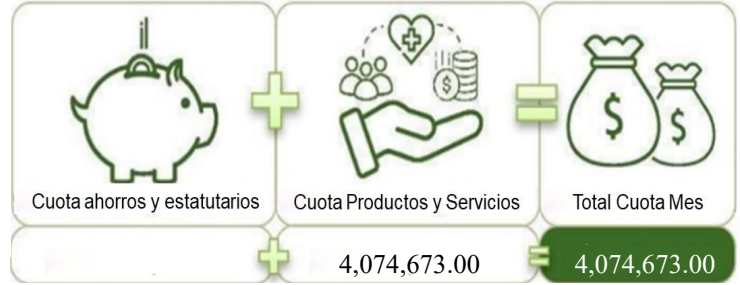 $
$ $
Cuota ahorros y estatutarios Cuota Productos y Servicios Total Cuota Mes
4,074,673.00 4,074,673.00